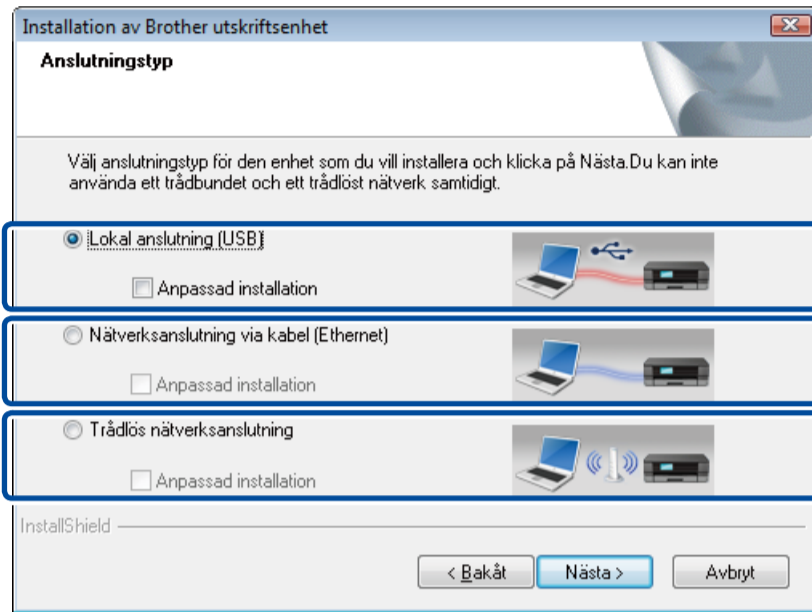 Installation av Brother utskriftsenhet
Anslutningstyp
Välj anslutningstyp för den enhet som du vill installera och klicka på Nästa.Du kan inte
använda ett trådbundet och ett trådlöst nätverk samtidigt.
Lokal anslutning (USB)
Anpassad installation
Nätverksanslutning via kabel (Ethernet)
Anpassad installation
Trådlös nätverksanslutning
Anpassad installation
InstallShield
< Bakåt
Nästa >
Avbryt